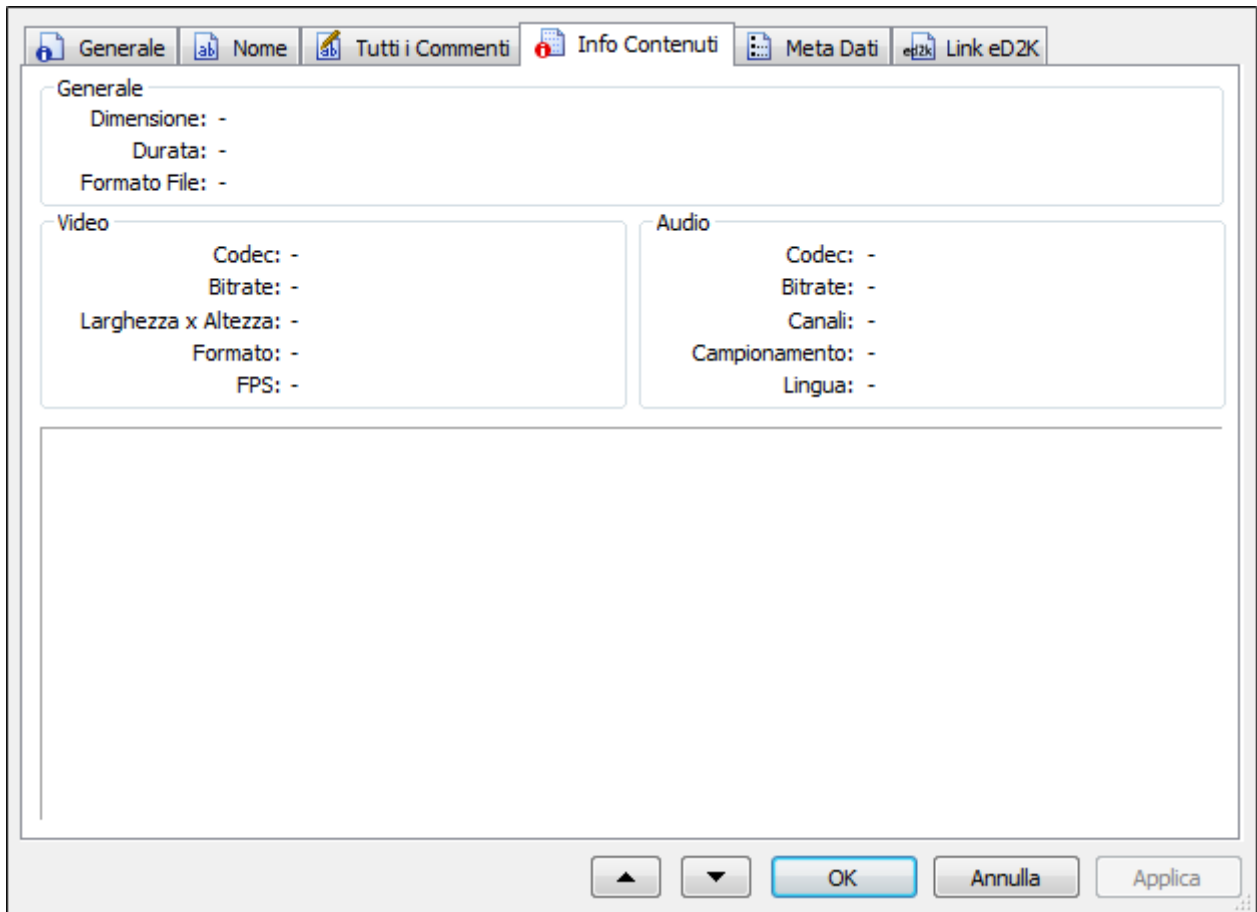 Generale
Nome
Tutti i Commenti
Info Contenuti
Meta Dati
Link eD2K
Generale
Dimensione: -
Durata: -
Formato File: -
Video
Codec: -
Bitrate: -
Larghezza x Altezza: -
Formato: -
FPS: -
Audio
Codec: -
Bitrate: -
Canali: -
Campionamento: -
Lingua: -
OK
Annulla
Applica